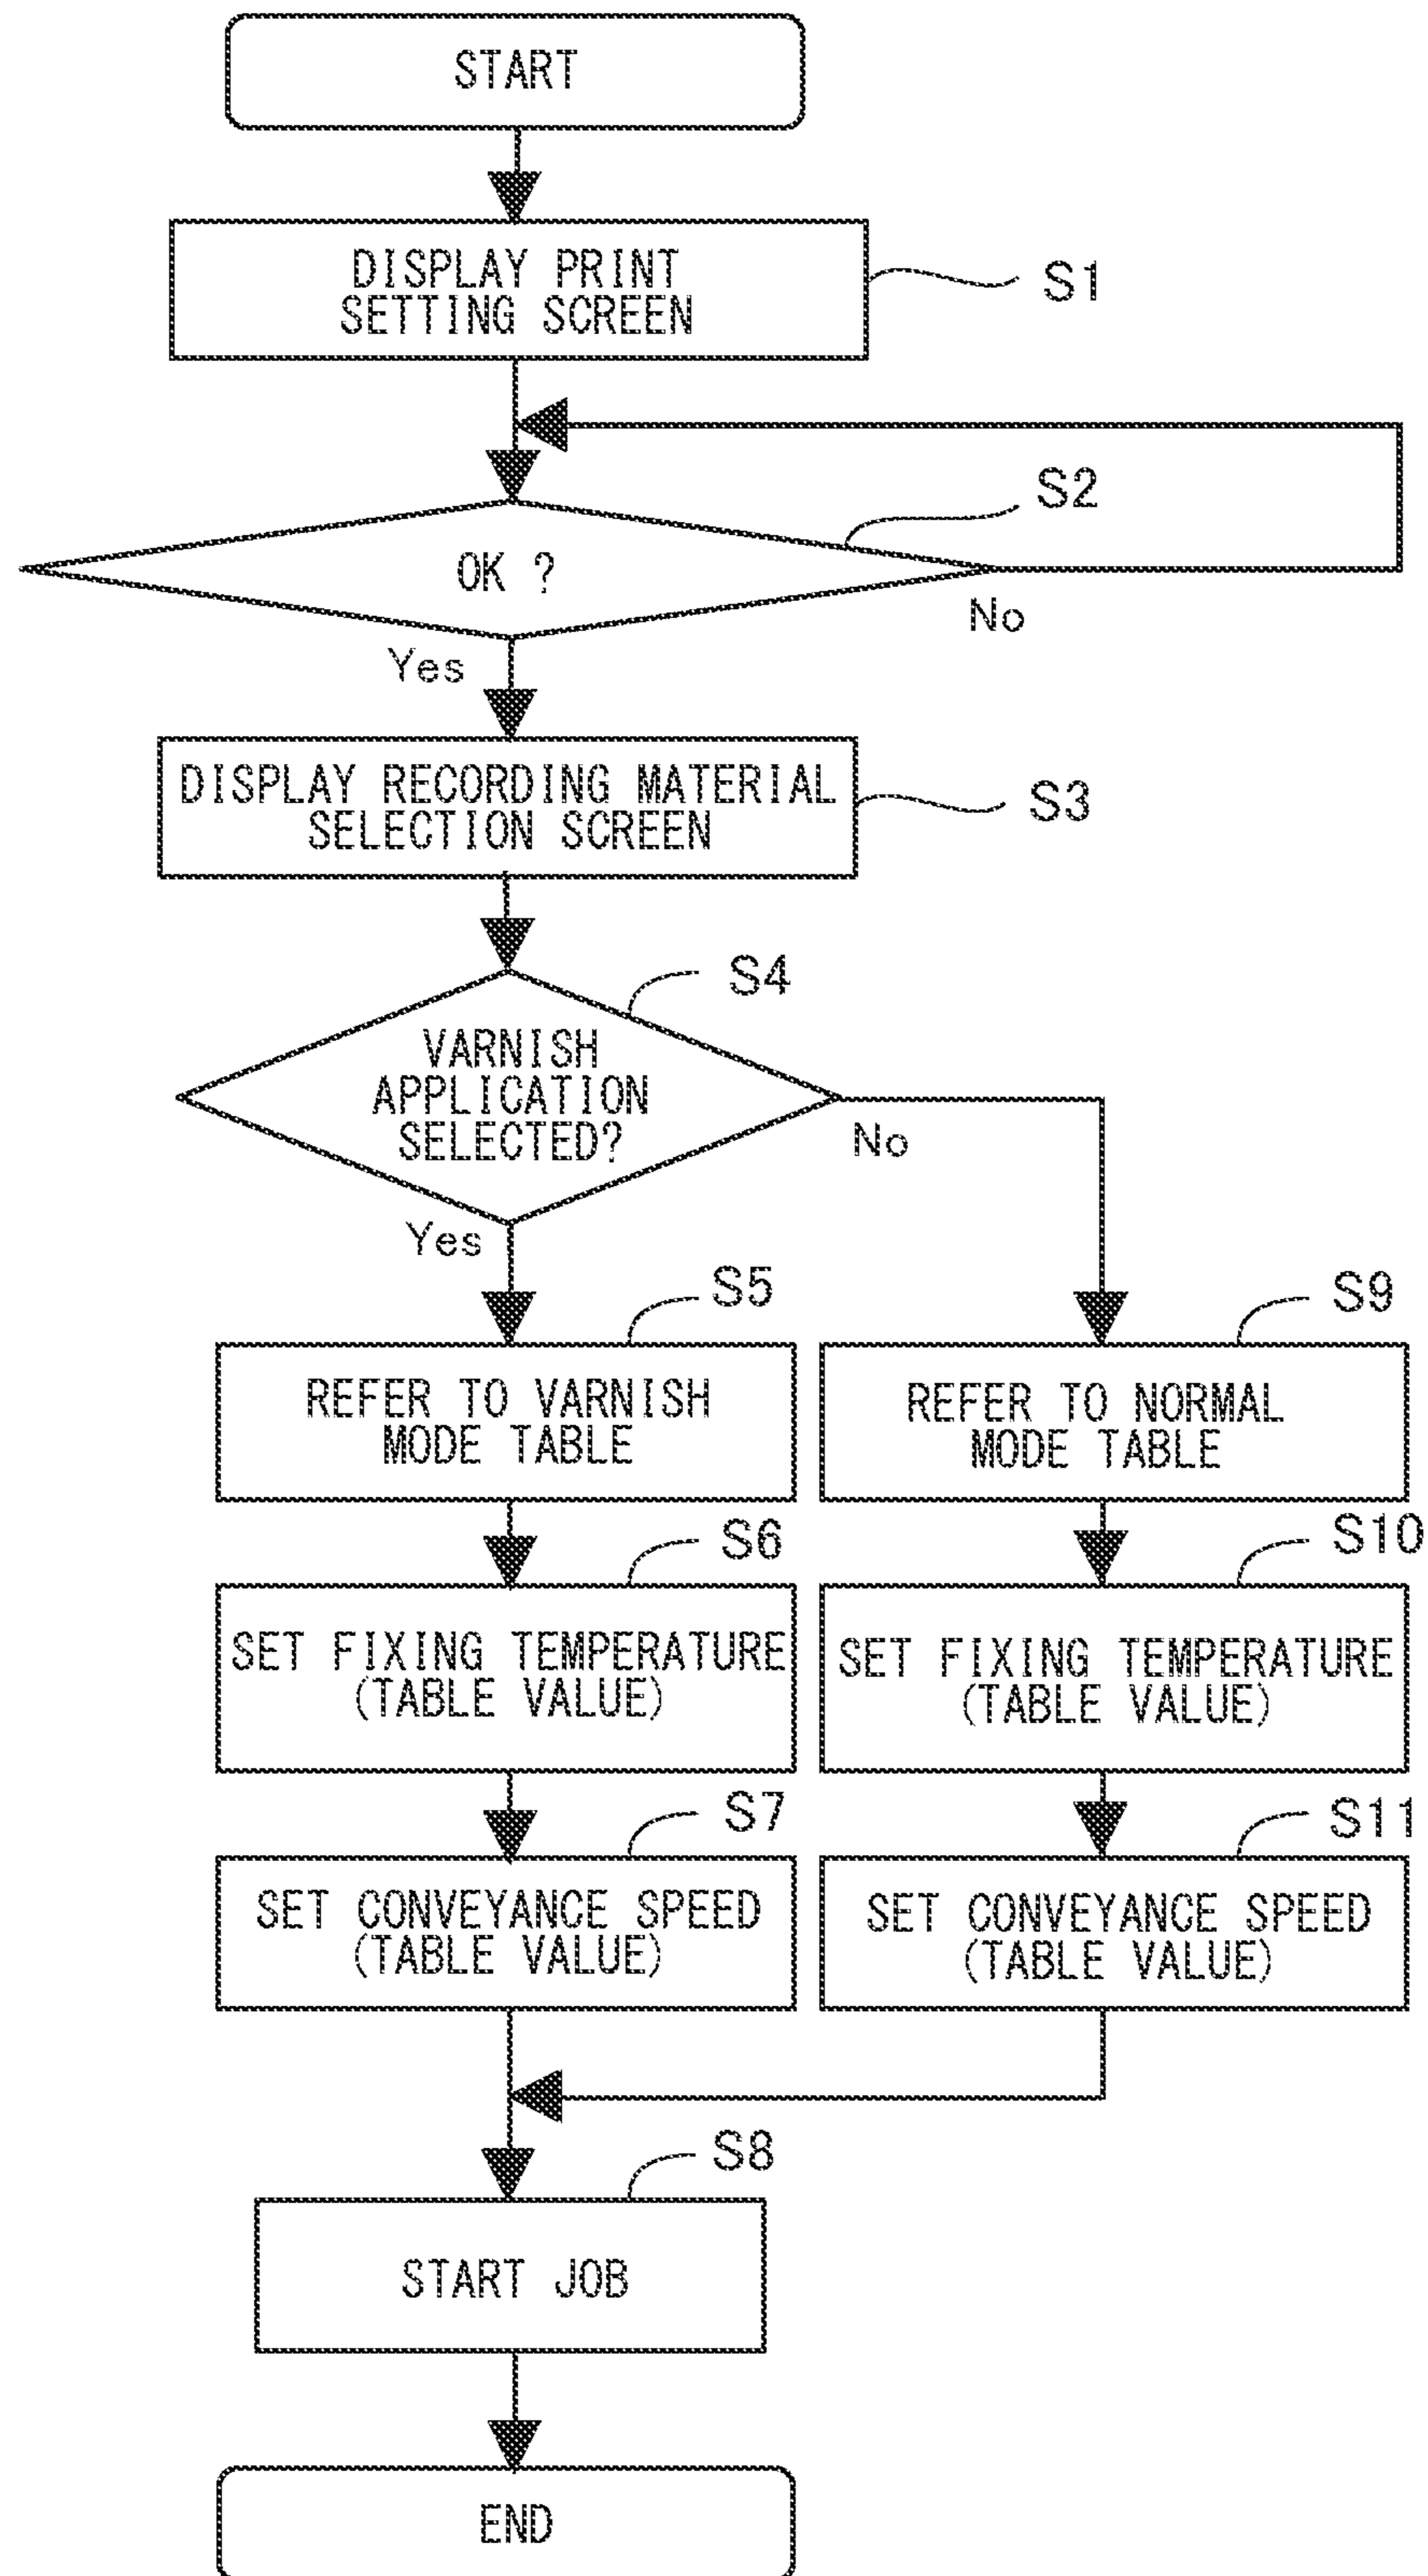 START
DISPLAY PRINT
SETTING SCREEN
S1
S2
OK ?
No
Yes
DISPLAY RECORDING MATERIAL
SELECTION SCREEN
S3
S4
VARNISH
APPLICATION
SELECTED?
No
Yes
S5
REFER TO VARNISH
MODE TABLE
S9
REFER TO NORMAL
MODE TABLE
S6
SET FIXING TEMPERATURE
(TABLE VALUE)
S10
SET FIXING TEMPERATURE
(TABLE VALUE)
S7
SET CONVEYANCE SPEED
(TABLE VALUE)
S11
SET CONVEYANCE SPEED
(TABLE VALUE)
S8
START JOB
END